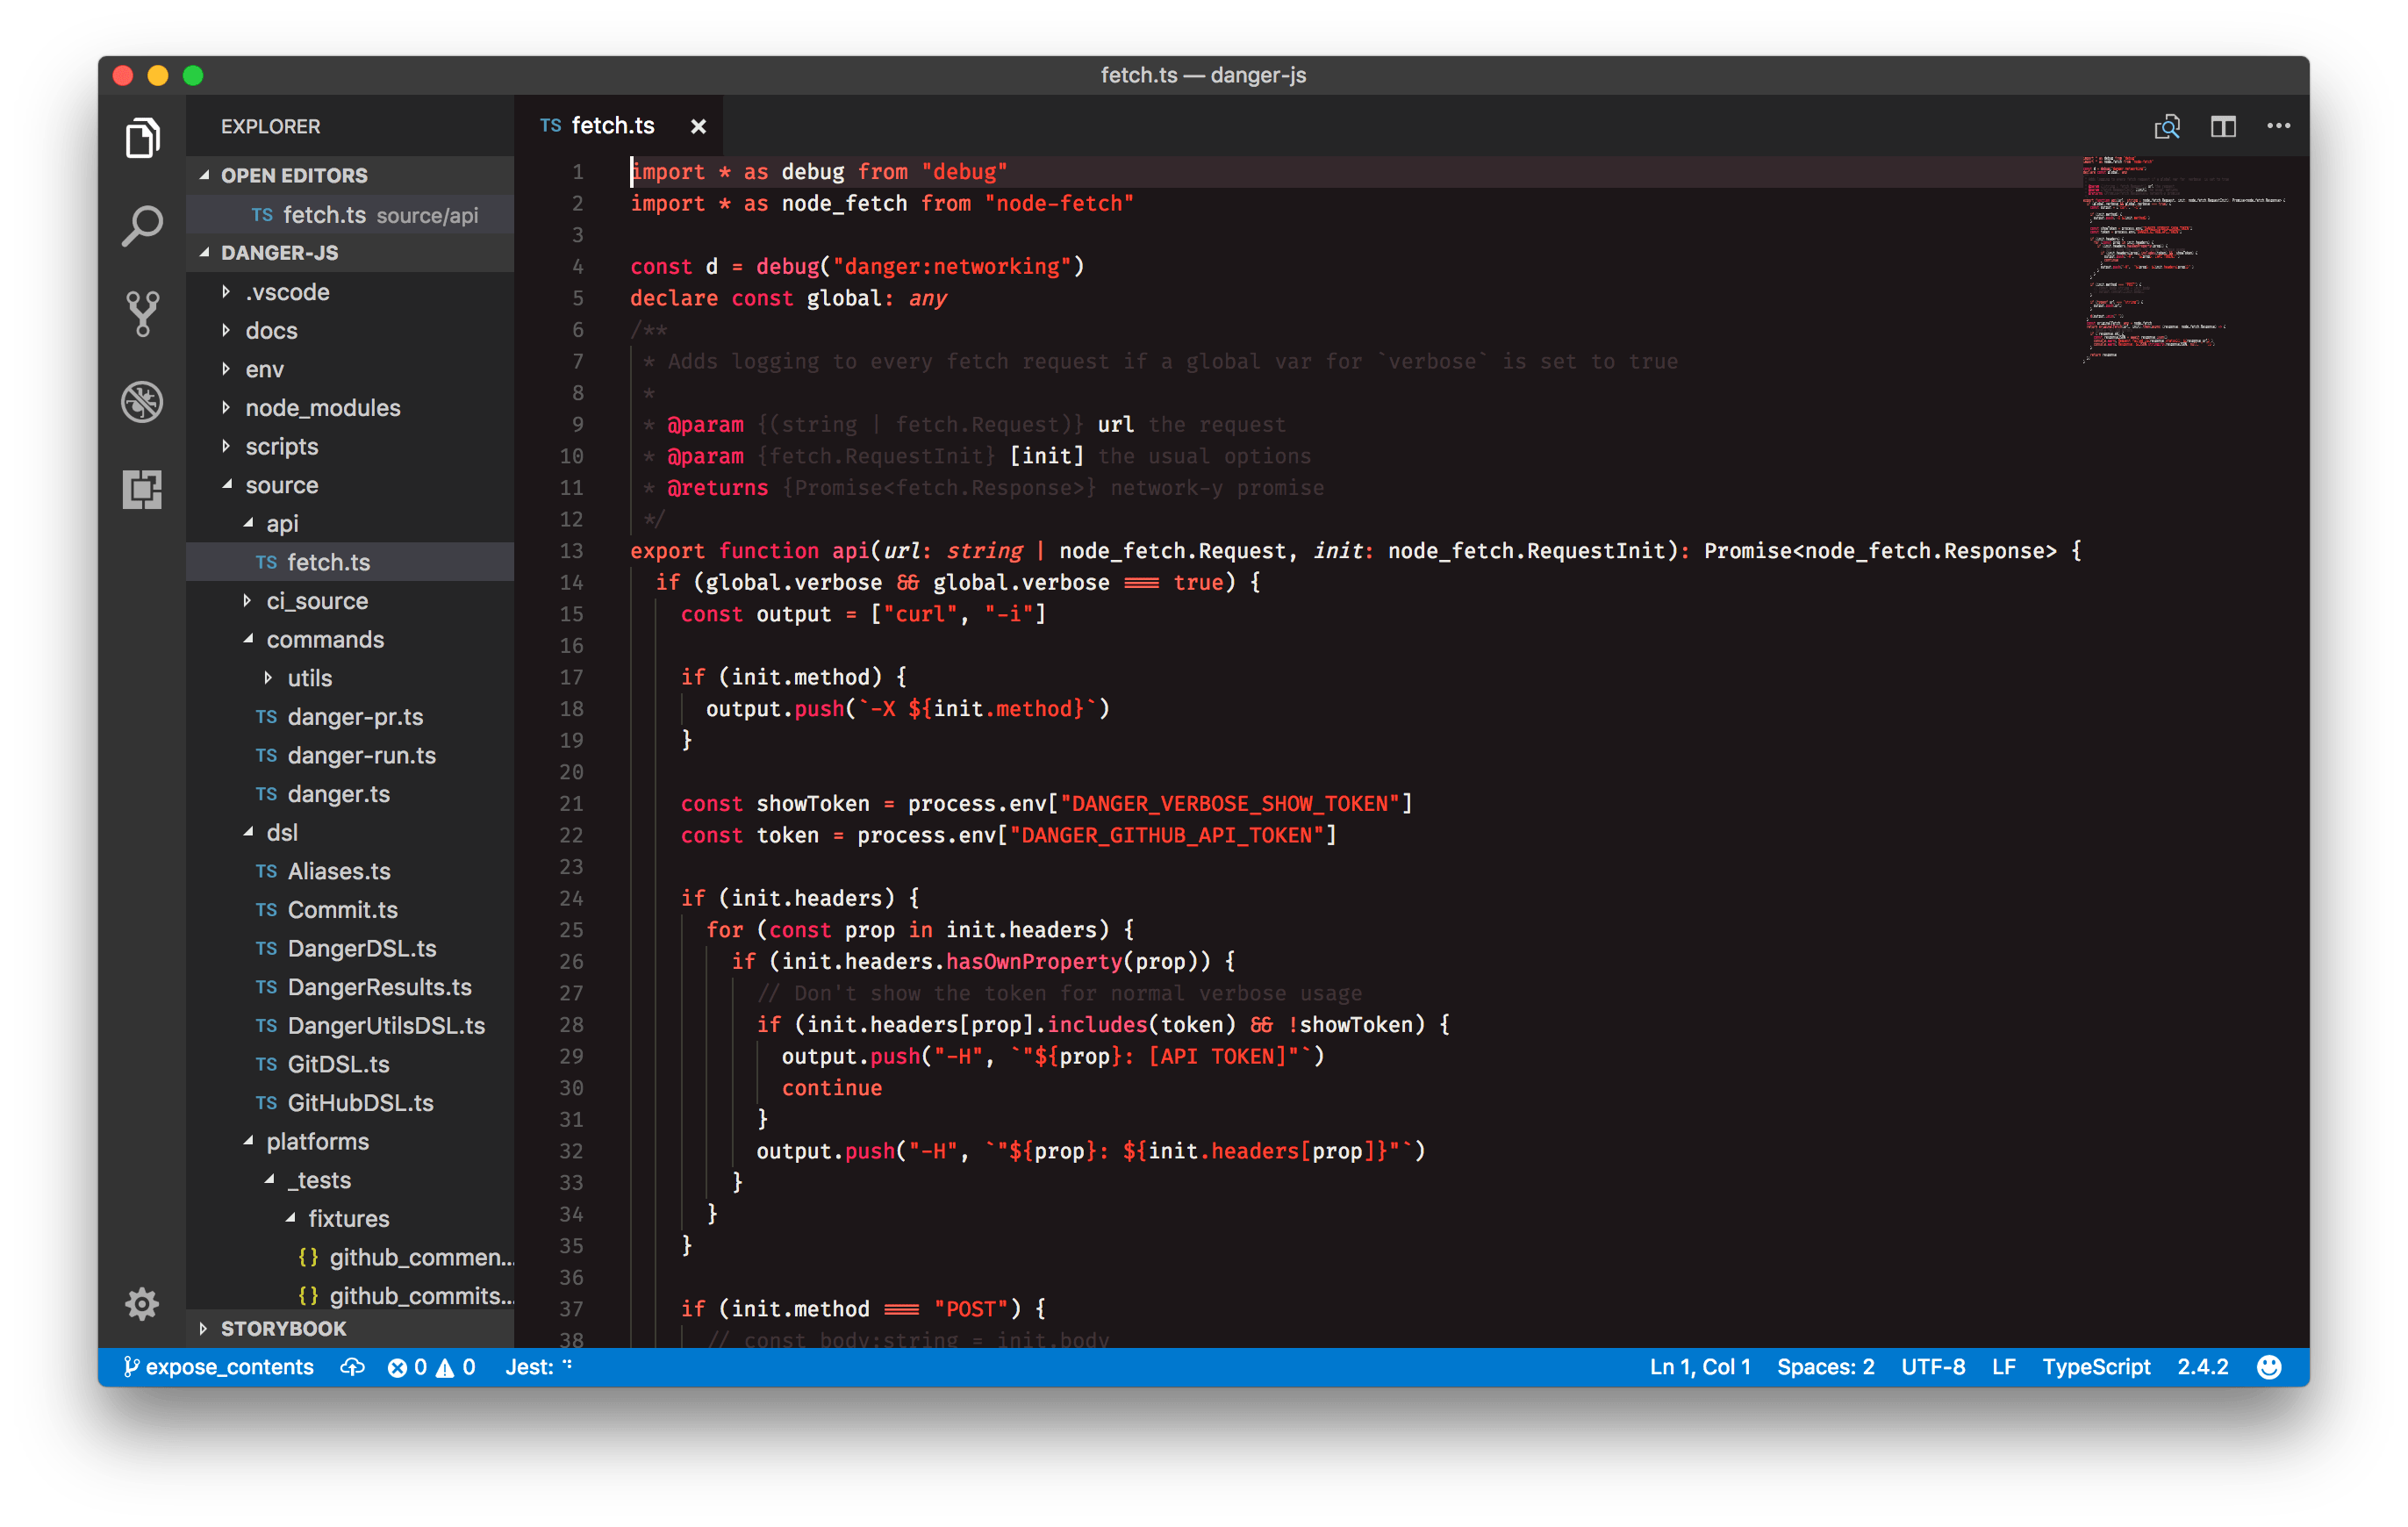 fetch.ts — danger-js
EXPLORER
OPEN EDITORS
TS fetch.ts source/api
DANGER-JS
.vscode
docs
env
node_modules
scripts
source
api
TS fetch.ts
ci_source
commands
utils
TS danger-pr.ts
TS danger-run.ts
TS danger.ts
dsl
TS Aliases.ts
TS Commit.ts
TS DangerDSL.ts
TS DangerResults.ts
TS DangerUtilsDSL.ts
TS GitDSL.ts
TS GitHubDSL.ts
platforms
_tests
fixtures
{} github_commen...
{} github_commits...
STORYBOOK
TS fetch.ts
1 import * as debug from "debug"
2 import * as node_fetch from "node-fetch"
3
4 const d = debug("danger:networking")
5 declare const global: any
6 /**
7 * Adds logging to every fetch request if a global var for `verbose` is set to true
8 *
9 * @param {(string | fetch.Request)} url the request
10 * @param {fetch.RequestInit} [init] the usual options
11 * @returns {Promise<fetch.Response>} network-y promise
12 */
13 export function api(url: string | node_fetch.Request, init: node_fetch.RequestInit): Promise<node_fetch.Response> {
14 if (global.verbose && global.verbose === true) {
15 const output = ["curl", "-i"]
16
17 if (init.method) {
18 output.push(`-X ${init.method}`)
19 }
20
21 const showToken = process.env["DANGER_VERBOSE_SHOW_TOKEN"]
22 const token = process.env["DANGER_GITHUB_API_TOKEN"]
23
24 if (init.headers) {
25 for (const prop in init.headers) {
26 if (init.headers.hasOwnProperty(prop)) {
27 // Don't show the token for normal verbose usage
28 if (init.headers[prop].includes(token) && !showToken) {
29 output.push("-H", `"${prop}: [API TOKEN]"`)
30 continue
31 }
32 output.push("-H", `"${prop}: ${init.headers[prop]}"`)
33 }
34 }
35 }
36
37 if (init.method === "POST") {
38 // const body:string = init.body
expose_contents 0 0 Jest:
Ln 1, Col 1 Spaces: 2 UTF-8 LF TypeScript 2.4.2